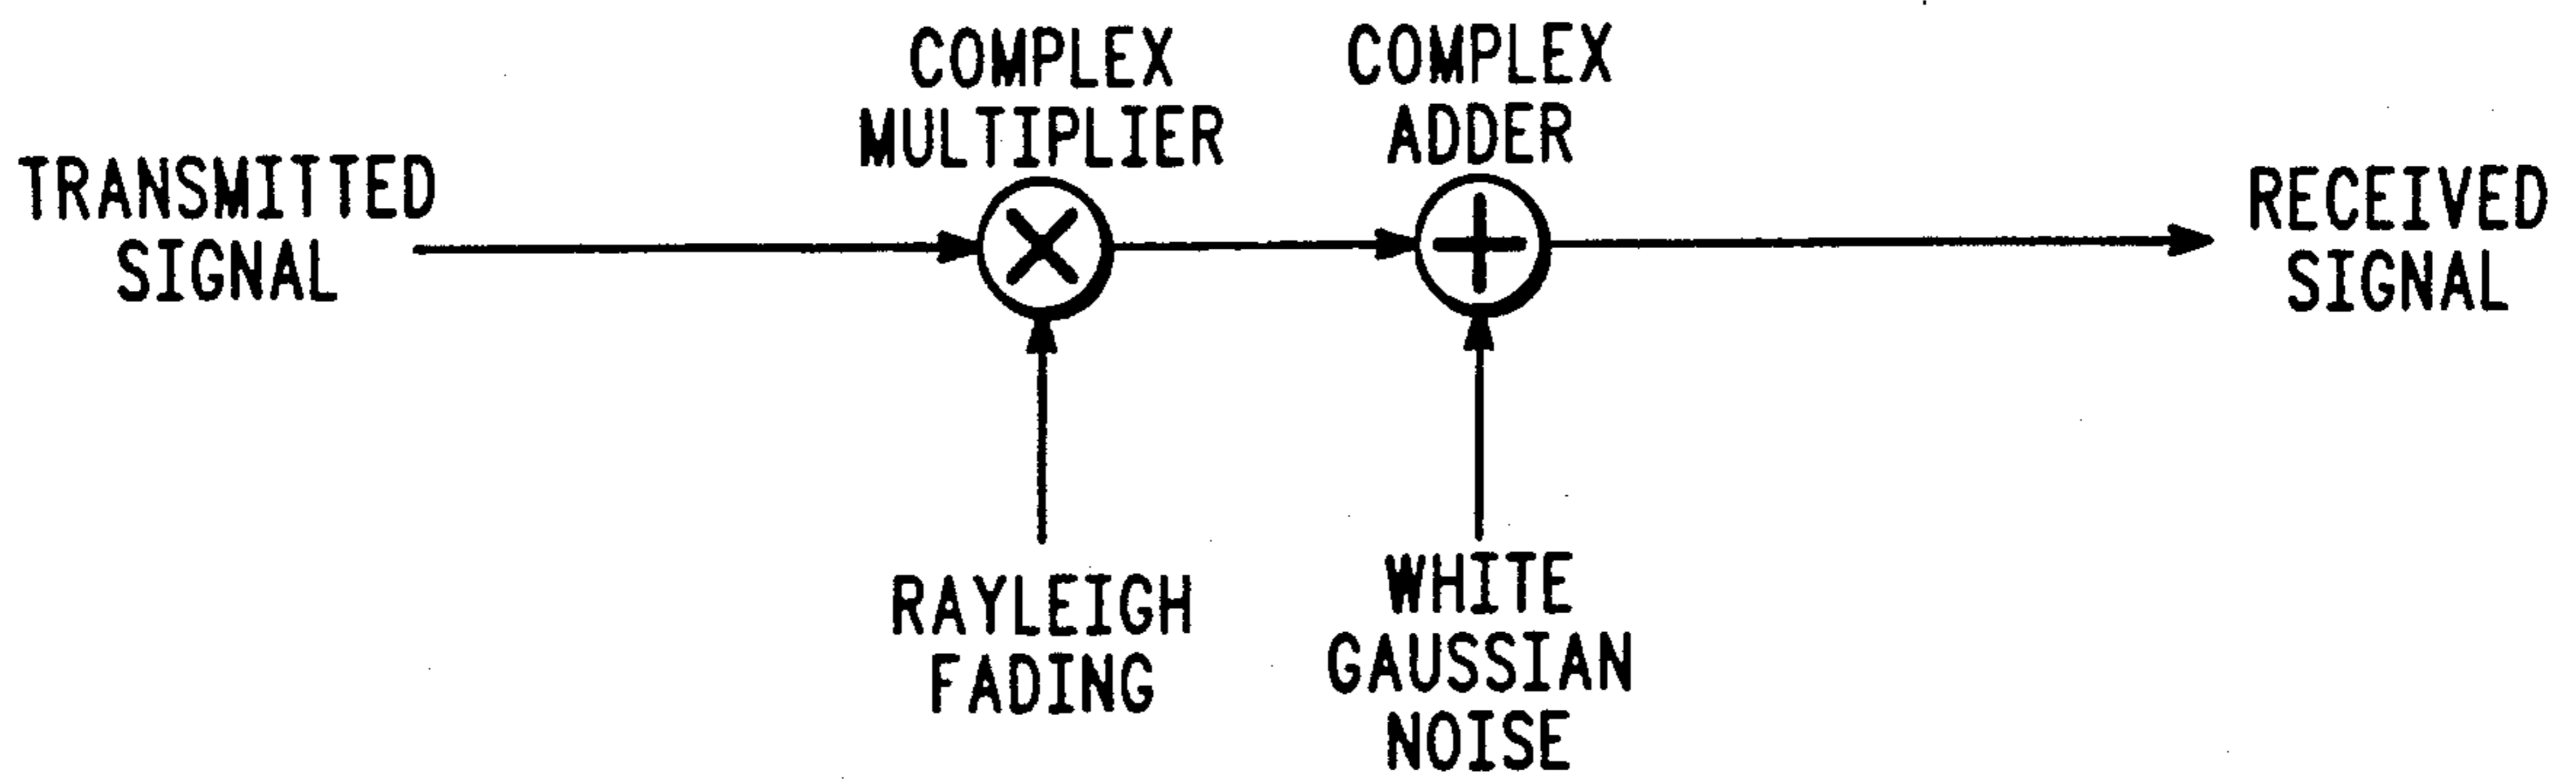 COMPLEX
MULTIPLIER
COMPLEX
ADDER
TRANSMITTED
SIGNAL
RECEIVED
SIGNAL
RAYLEIGH
FADING
WHITE
GAUSSIAN
NOISE